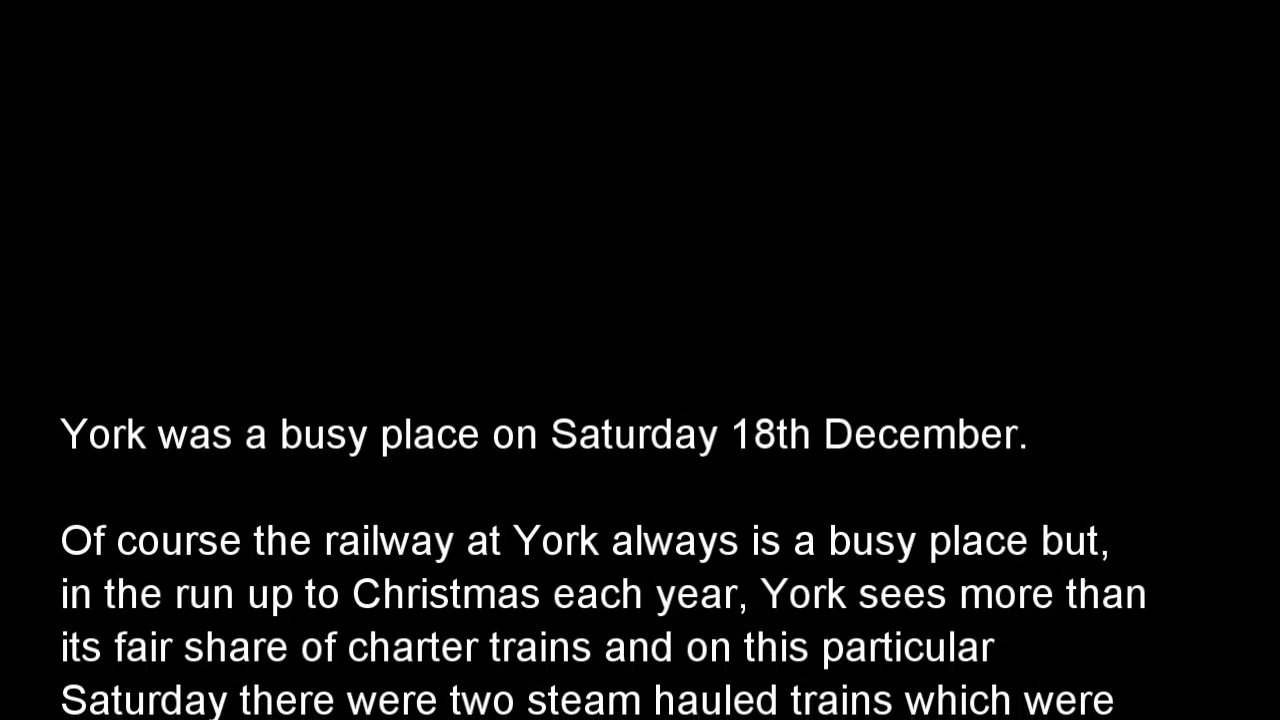 York was a busy place on Saturday 18th December.
Of course the railway at York always is a busy place but,
in the run up to Christmas each year, York sees more than
its fair share of charter trains and on this particular
Saturday there were two steam hauled trains which were